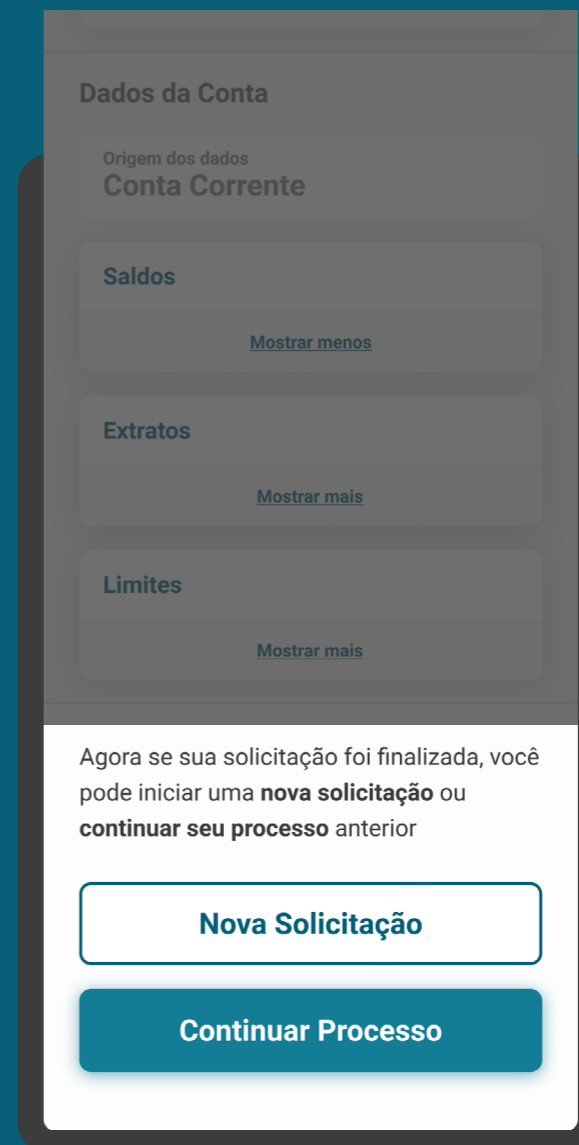 Dados da Conta
Origem dos dados
Conta Corrente
Saldos
Mostrar menos
Extratos
Mostrar mais
Limites
Mostrar mais
Agora se sua solicitação foi finalizada, você
pode iniciar uma nova solicitação ou
continuar seu processo anterior
Nova Solicitação
Continuar Processo